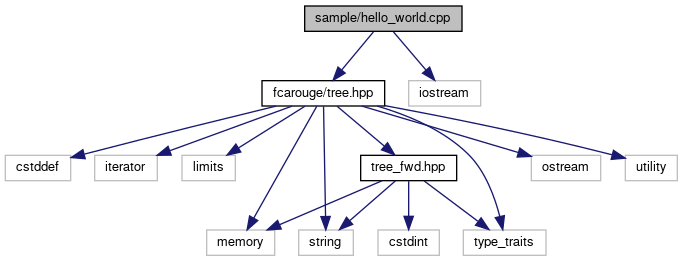 sample/hello_world.cpp
fcarouge/tree.hpp
iostream
cstddef
iterator
limits
tree_fwd.hpp
ostream
utility
memory
string
cstdint
type_traits